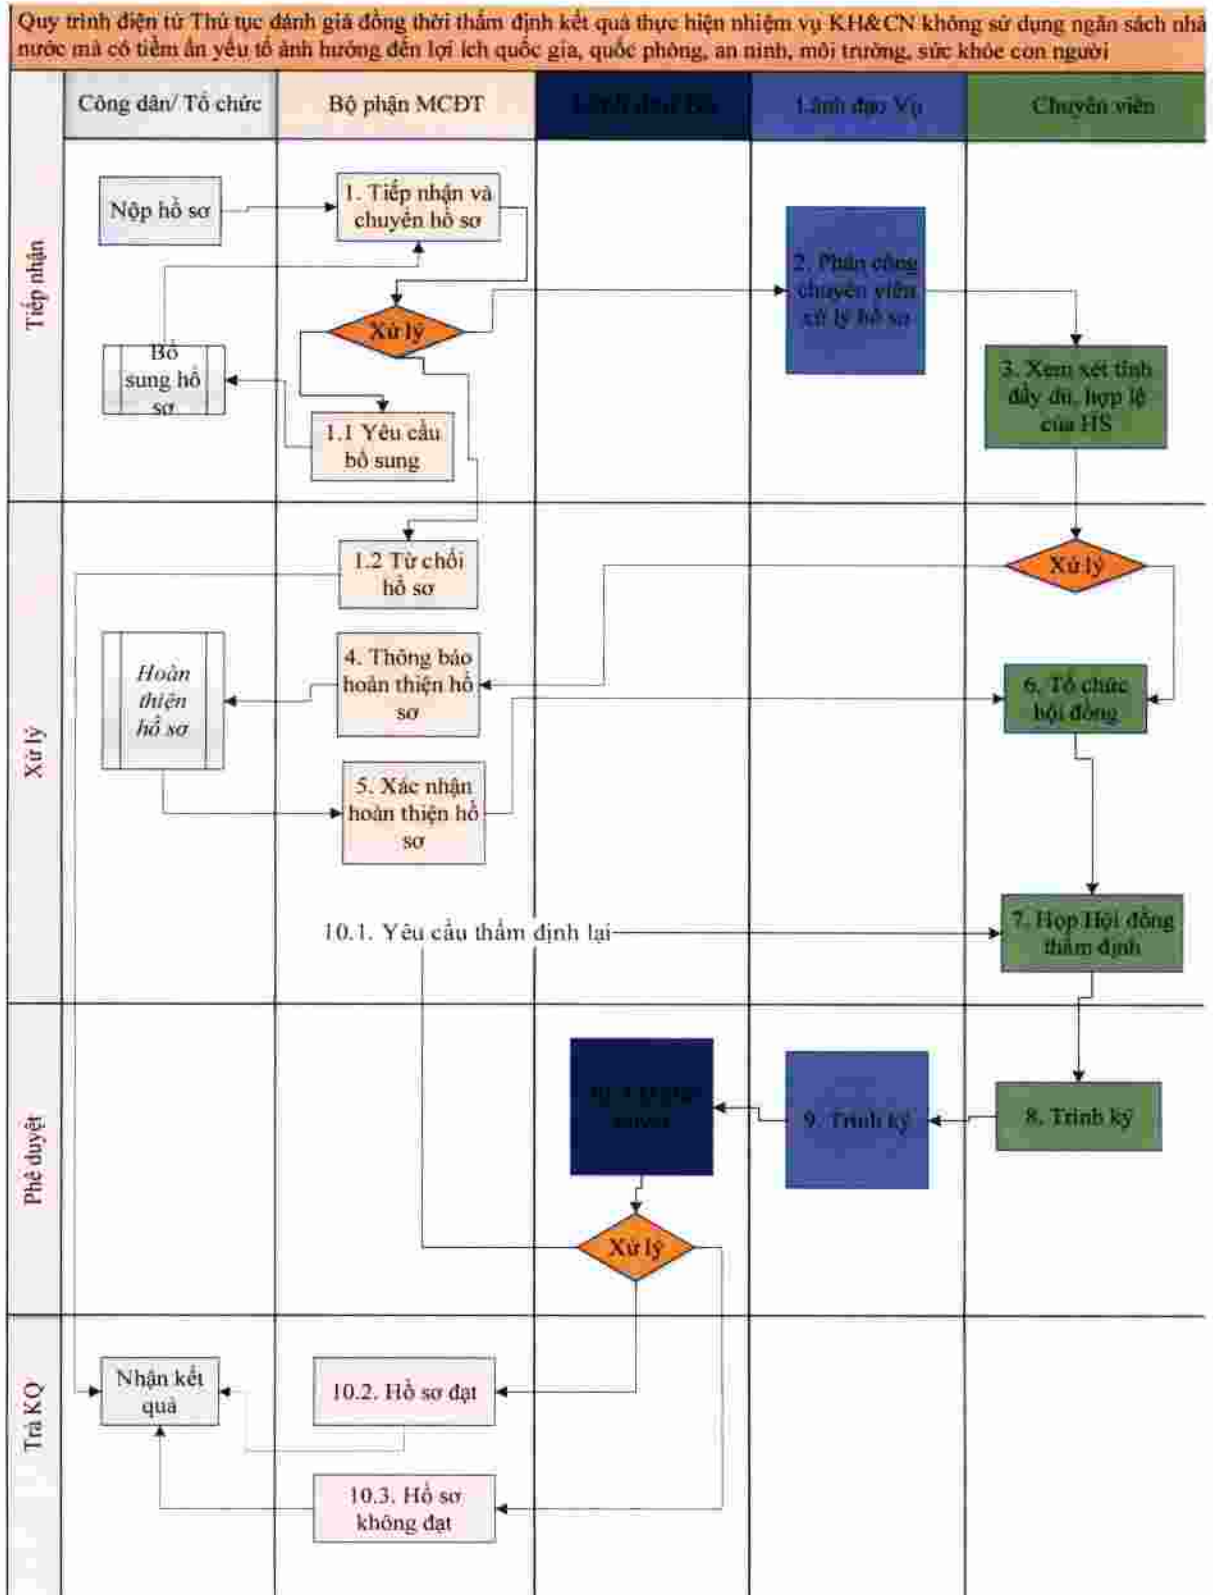 Quy trình điện tử Thủ tục đánh giá đồng thời thẩm định kết quả thực hiện nhiệm vụ KH&CN không sử dụng ngân sách nhà
nước mà có tiềm ẩn yếu tố ảnh hưởng đến lợi ích quốc gia, quốc phòng, an ninh, môi trường, sức khỏe con người
Công dân/ Tổ chức
Bộ phận MCĐT
Lãnh đạo Vụ
Chuyên viên
Tiếp nhận
Nộp hồ sơ
1. Tiếp nhận và
chuyển hồ sơ
2. Phân công
chuyên viên
xử lý hồ sơ
Xử lý
Bổ
sung hồ
sơ
3. Xem xét tính
đầy đủ, hợp lệ
của HS
1.1 Yêu cầu
bổ sung
Xử lý
1.2 Từ chối
hồ sơ
Xử lý
Hoàn
thiện
hồ sơ
4. Thông báo
hoàn thiện hồ
sơ
6. Tổ chức
hội đồng
5. Xác nhận
hoàn thiện hồ
sơ
10.1. Yêu cầu thẩm định lại
7. Họp Hội đồng
thẩm định
Phê duyệt
9. Trình ký
8. Trình ký
Xử lý
Trả KQ
Nhận kết
quả
10.2. Hồ sơ đạt
10.3. Hồ sơ
không đạt